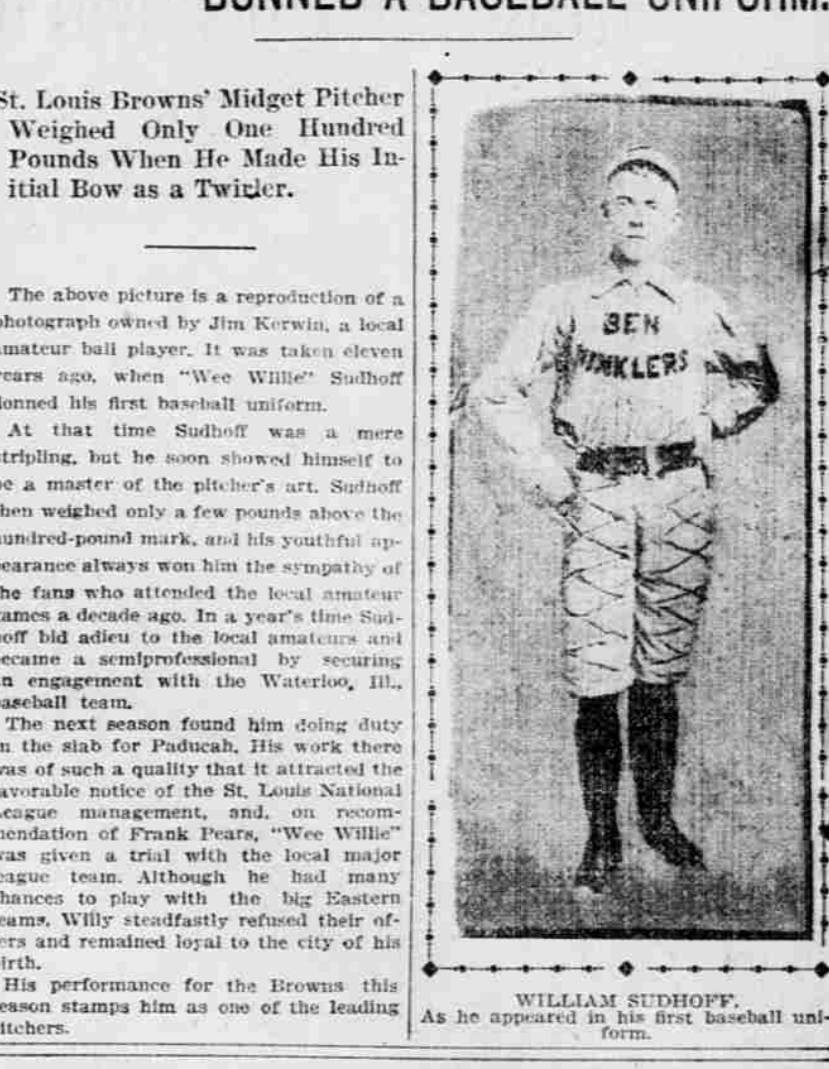 DONNED A BASEBALL UNIFORM.
St. Louis Browns' Midget Pitcher
Weighed Only One Hundred
Pounds When He Made His In-
itial Bow as a Twirler.
The above picture is a reproduction of a
photograph owned by Jim Kerwin, a local
amateur ball player. It was taken eleven
years ago, when "Wee Willie" Sudhoff
donned his first baseball uniform.
At that time Sudhoff was a mere
stripling, but he soon showed himself to
be a master of the pitcher's art. Sudhoff
then weighed only a few pounds above the
hundred-pound mark, and his youthful ap-
pearance always won him the sympathy of
the fans who attended the local amateur
games a decade ago. In a year's time Sud-
hoff bid adieu to the local amateurs and
became a semiprofessional by securing
an engagement with the Waterloo, Ill.,
baseball team.
The next season found him doing duty
on the slab for Paducah. His work there
was of such a quality that it attracted the
favorable notice of the St. Louis National
League management, and, on recom-
mendation of Frank Pears, "Wee Willie"
was given a trial with the local major
league team. Although he had many
chances to play with the big Eastern
teams, Willy steadfastly refused their of-
fers and remained loyal to the city of his
birth.
His performance for the Browns this
season stamps him as one of the leading
pitchers.
BEN
WINKLERS
WILLIAM SUDHOFF.
As he appeared in his first baseball uni-
form.